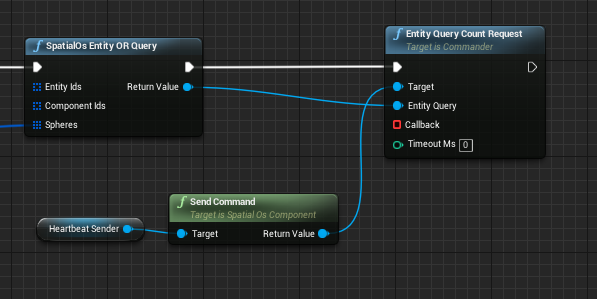 SpatialOs Entity OR Query
Entity Ids
Return Value
Component Ids
Spheres
Entity Query Count Request
Target is Commander
Target
Entity Query
Callback
Timeout Ms 0
Send Command
Target is Spatial Os Component
Heartbeat Sender
Target
Return Value